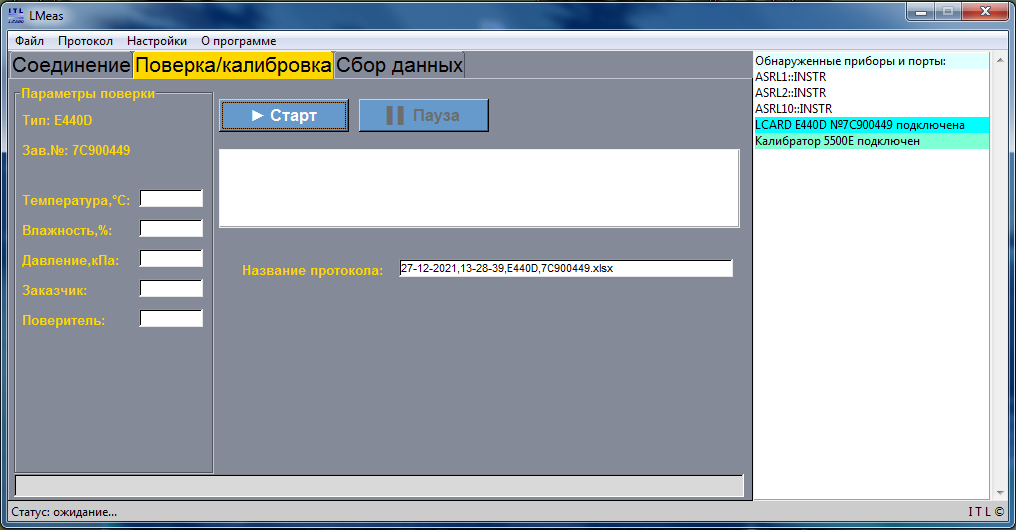 ITL
LMeas
Файл Протокол Настройки О программе
Соединение Поверка/калибровка Сбор данных
Параметры поверки
Тип: E440D
Зав.№: 7C900449
Температура,°C:
Влажность,%:
Давление,кПа:
Заказчик:
Поверитель:
Старт
Пауза
Название протокола: 27-12-2021,13-28-39,E440D,7C900449.xlsx
Обнаруженные приборы и порты:
ASRL1::INSTR
ASRL2::INSTR
ASRL10::INSTR
LCARD E440D №7C900449 подключена
Калибратор 5500E подключен
Статус: ожидание...
I T L ©